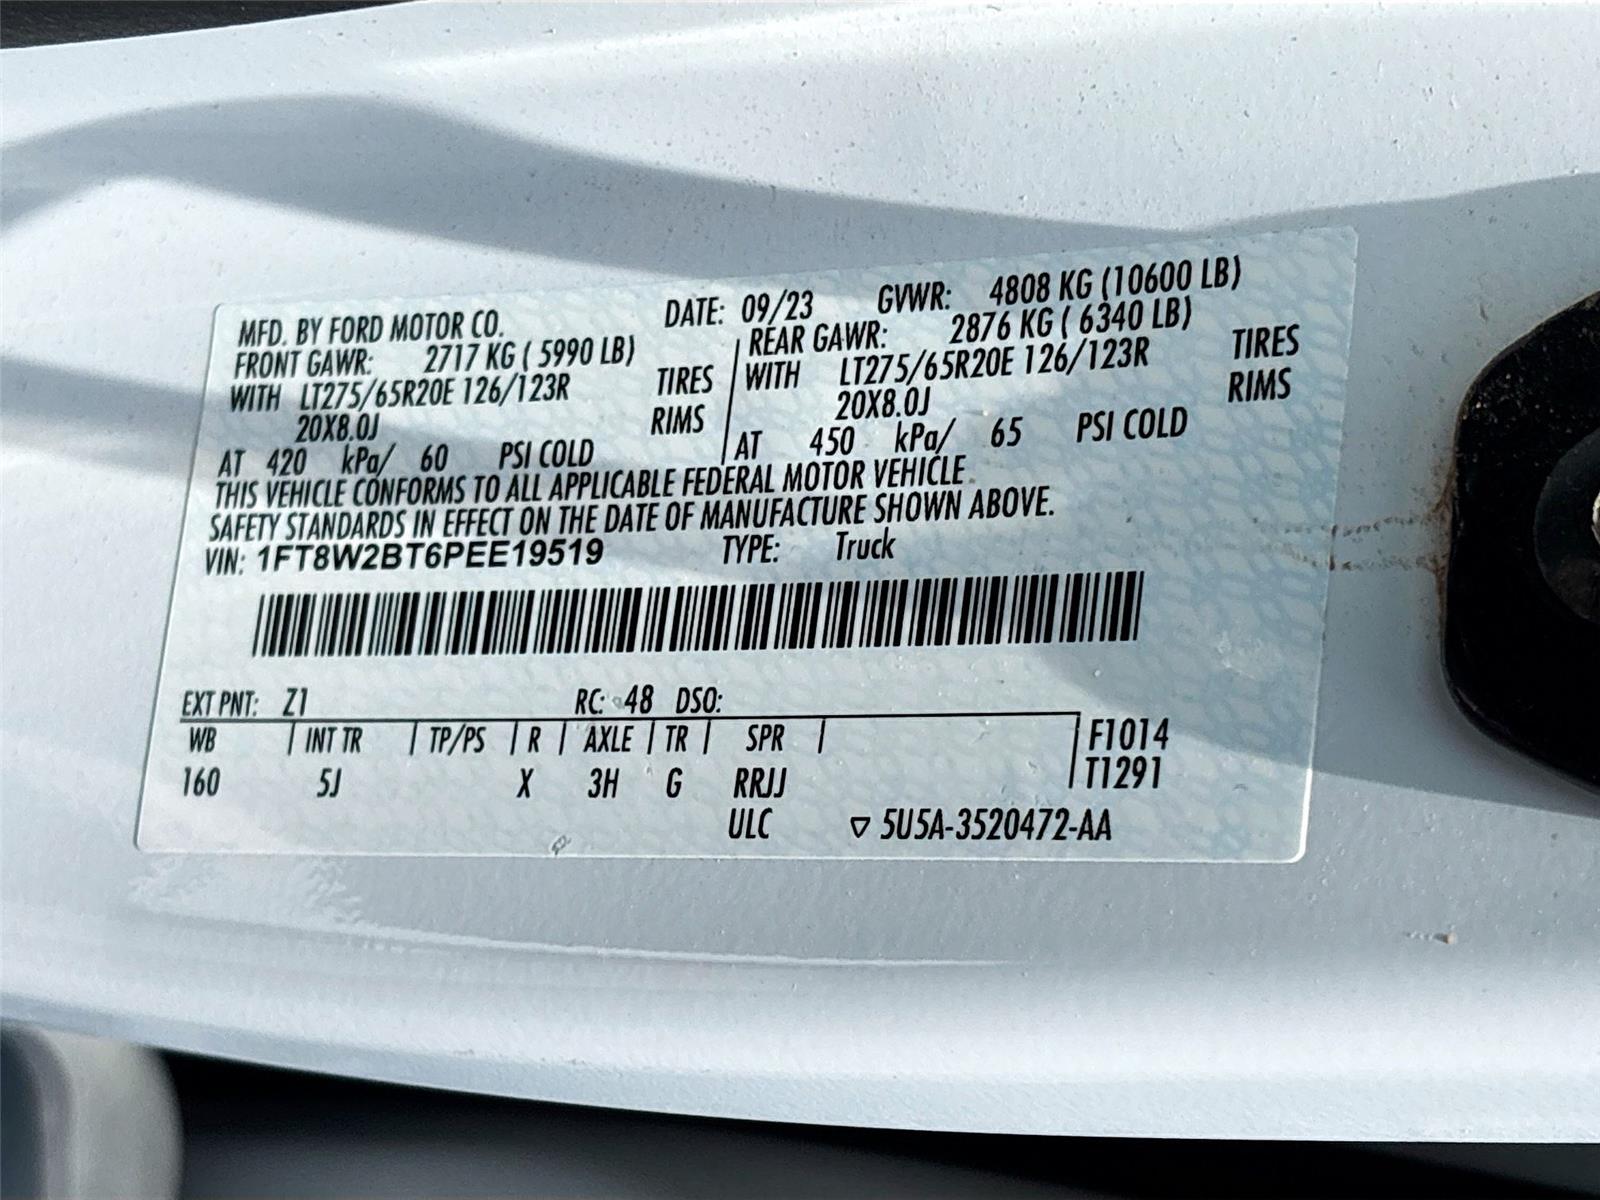 MFD. BY FORD MOTOR CO. DATE: 09/23 GVWR: 4808 KG (10600 LB)
FRONT GAWR: 2717 KG ( 5990 LB) REAR GAWR: 2876 KG ( 6340 LB)
WITH LT275/65R20E 126/123R TIRES WITH LT275/65R20E 126/123R TIRES
20X8.0J RIMS 20X8.0J RIMS
AT 420 kPa/ 60 PSI COLD AT 450 kPa/ 65 PSI COLD
THIS VEHICLE CONFORMS TO ALL APPLICABLE FEDERAL MOTOR VEHICLE
SAFETY STANDARDS IN EFFECT ON THE DATE OF MANUFACTURE SHOWN ABOVE.
VIN: 1FT8W2BT6PEE19519 TYPE: Truck
EXT PNT: Z1 RC: 48 DSO:
WB | INT TR | TP/PS | R | AXLE | TR | SPR | F1014
160 5J X 3H G RRJJ T1291
ULC ▽ 5U5A-3520472-AA